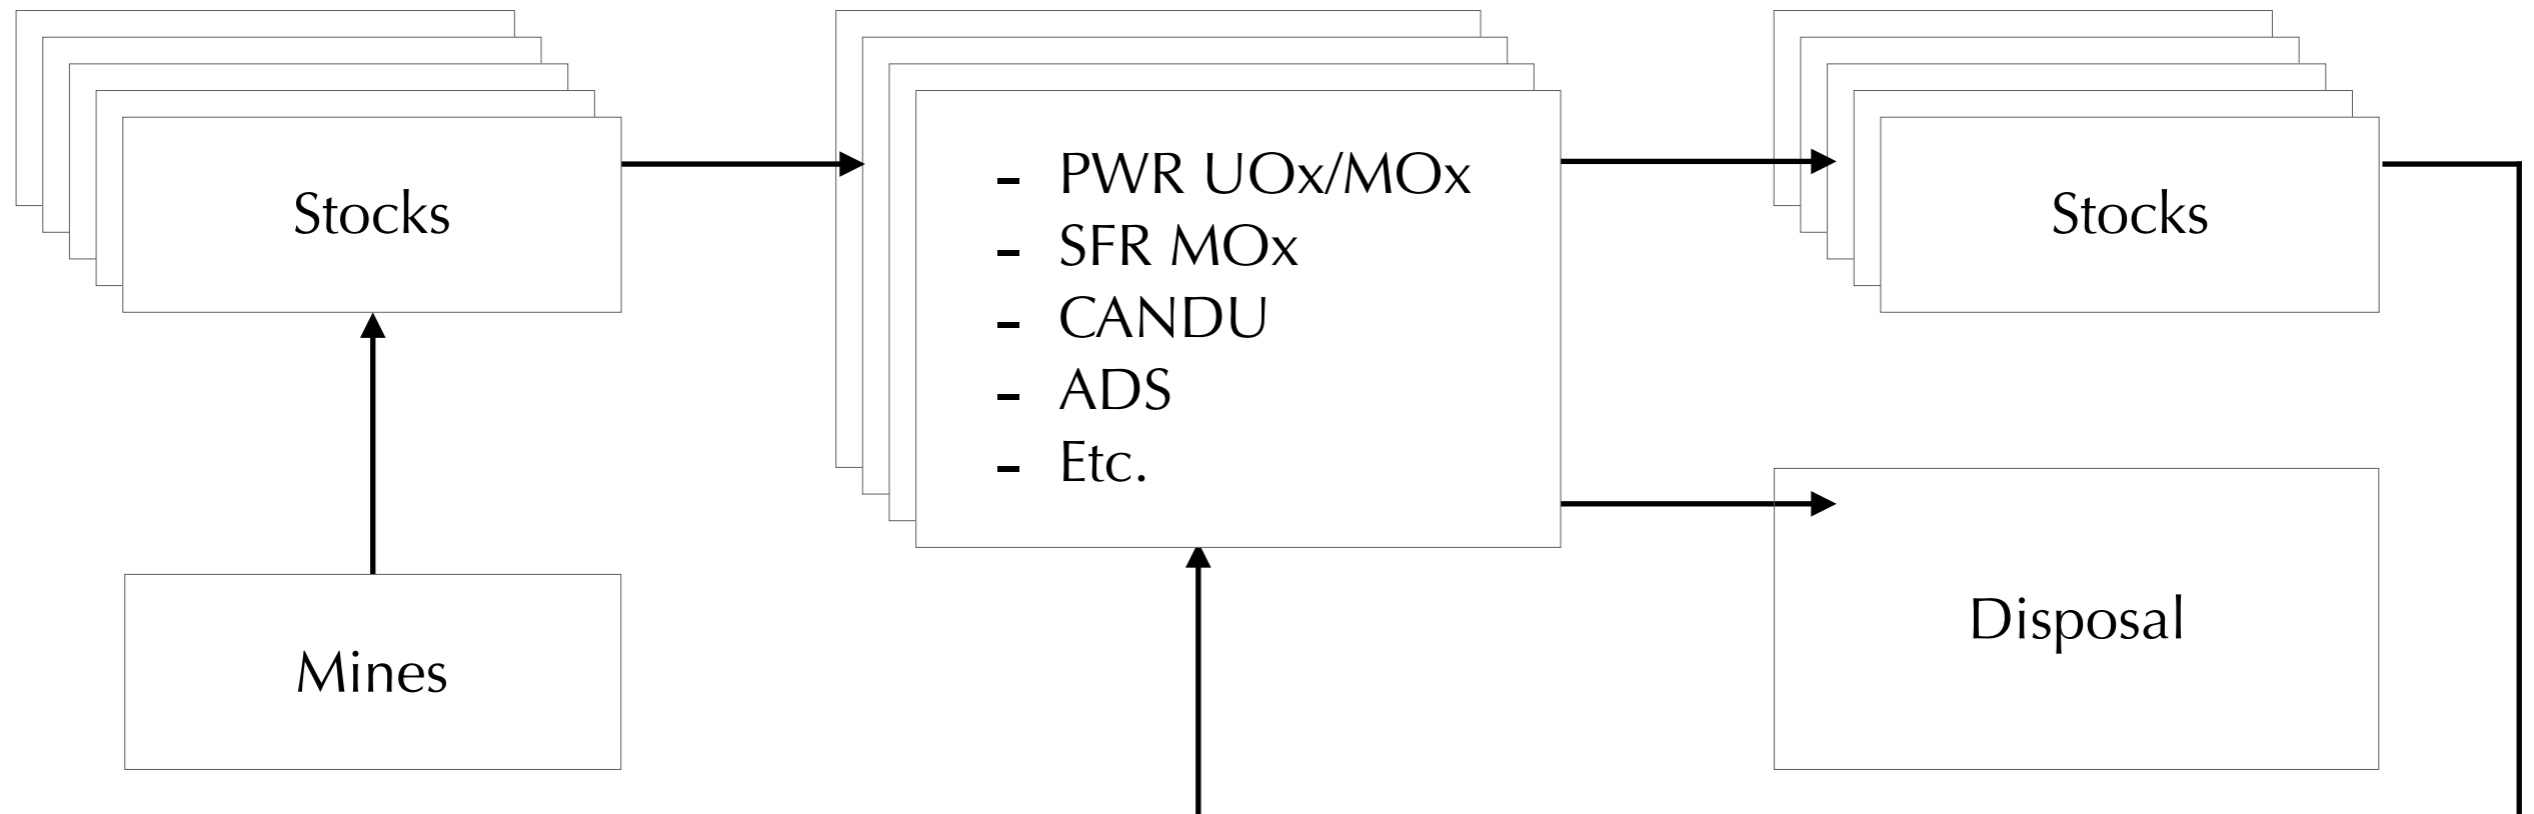 Stocks
- PWR UOx/MOx
- SFR MOx
- CANDU
- ADS
- Etc.
Stocks
Mines
Disposal